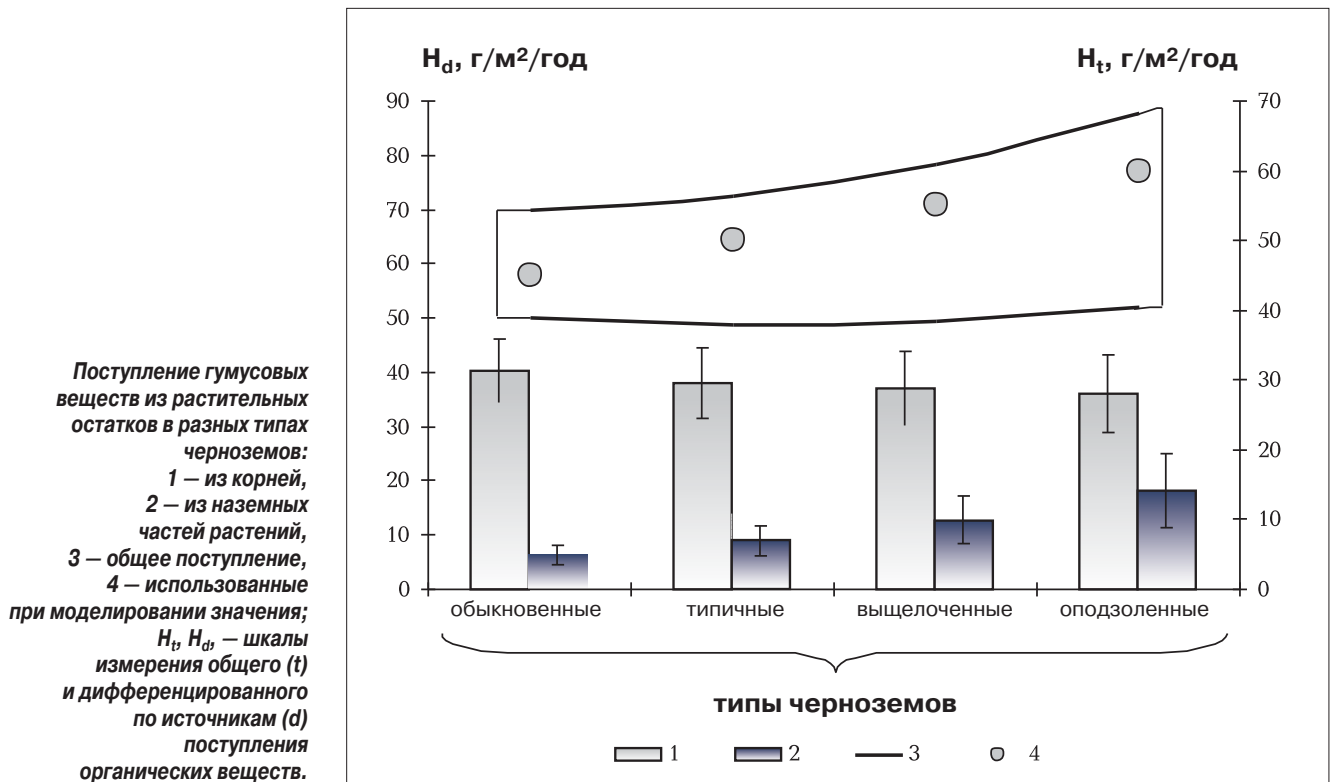 Поступление гумусовых
веществ из растительных
остатков в разных типах
черноземов:
1 — из корней,
2 — из наземных
частей растений,
3 — общее поступление,
4 — использованные
при моделировании значения;
Ht, Hd, — шкалы
измерения общего (t)
и дифференцированного
по источникам (d)
поступления
органических веществ.
Hd, г/м²/год
Ht, г/м²/год
90
80
70
60
50
40
30
20
10
0
70
60
50
40
30
20
10
0
обыкновенные типичные выщелоченные оподзоленные
типы черноземов
1 2 3 4